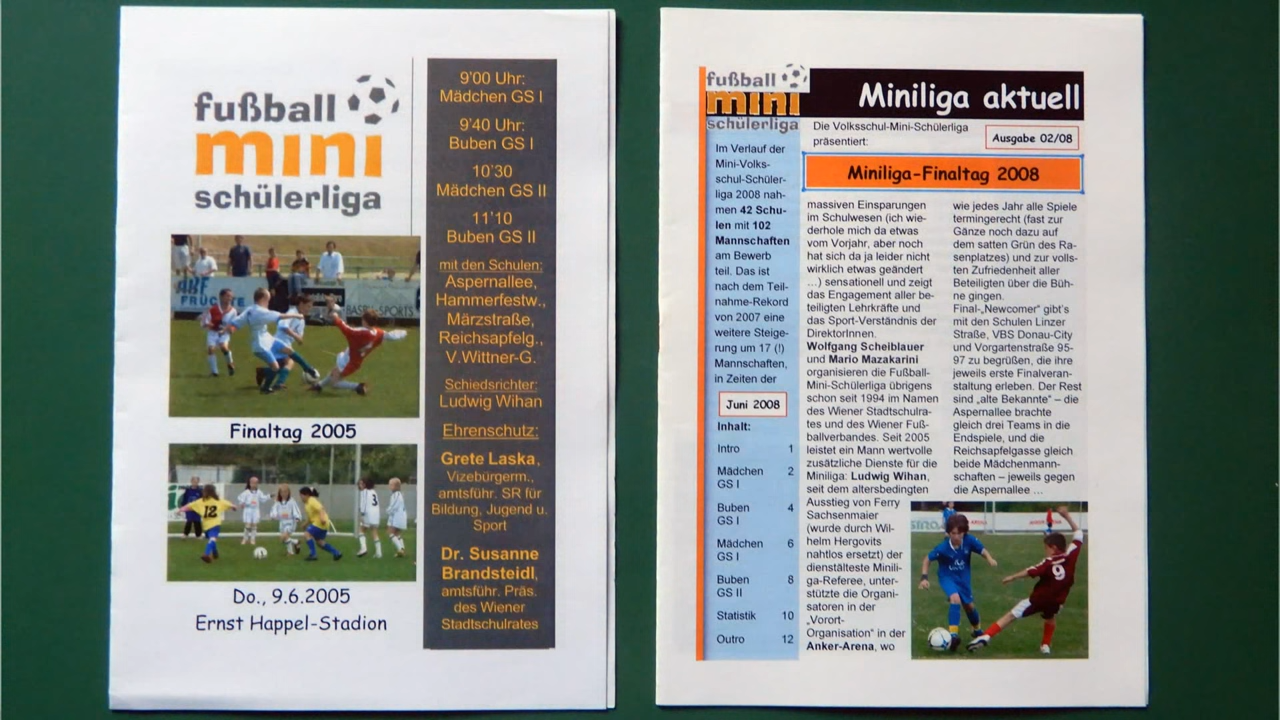 fußball
mini
schülerliga
Finaltag 2005
Do., 9.6.2005
Ernst Happel-Stadion
9'00 Uhr:
Mädchen GS I
9'40 Uhr:
Buben GS I
10'30
Mädchen GS II
11'10
Buben GS II
mit den Schulen:
Aspernallee,
Hammerfestw.,
Märzstraße,
Reichsapfelg.,
V.Wittner-G.
Schiedsrichter:
Ludwig Wihan
Ehrenschutz:
Grete Laska,
Vizebürgerm.,
amtsführ. SR für
Bildung, Jugend u.
Sport
Dr. Susanne
Brandsteidl,
amtsführ. Präs.
des Wiener
Stadtschulrates
fußball
mini
schülerliga
Miniliga aktuell
Die Volksschul-Mini-Schülerliga
präsentiert:
Ausgabe 02/08
Miniliga-Finaltag 2008
Im Verlauf der
Mini-Volks-
schul-Schüler-
liga 2008 nah-
men 42 Schu-
len mit 102
Mannschaften
am Bewerb
teil. Das ist
nach dem Teil-
nahme-Rekord
von 2007 eine
weitere Steige-
rung um 17 (!)
Mannschaften,
in Zeiten der
Juni 2008
Inhalt:
Intro 1
Mädchen 2
GS I
Buben 4
GS I
Mädchen 6
GS I
Buben 8
GS II
Statistik 10
Outro 12
massiven Einsparungen
im Schulwesen (ich wie-
derhole mich da etwas
vom Vorjahr, aber noch
hat sich da ja leider nicht
wirklich etwas geändert
...) sensationell und zeigt
das Engagement aller be-
teiligten Lehrkräfte und
das Sport-Verständnis der
DirektorInnen.
Wolfgang Scheiblauer
und Mario Mazakarini
organisieren die Fußball-
Mini-Schülerliga übrigens
schon seit 1994 im Namen
des Wiener Stadtschulra-
tes und des Wiener Fuß-
ballverbandes. Seit 2005
leistet ein Mann wertvolle
zusätzliche Dienste für die
Miniliga: Ludwig Wihan,
seit dem altersbedingten
Ausstieg von Ferry
Sachsenmaier
(wurde durch Wil-
helm Hergovits
nahtlos ersetzt) der
dienstälteste Minili-
ga-Referee, unter-
stützte die Organi-
satoren in der
„Vorort-
Organisation" in der
Anker-Arena, wo
wie jedes Jahr alle Spiele
termingerecht (fast zur
Gänze noch dazu auf
dem satten Grün des Ra-
senplatzes) und zur volls-
ten Zufriedenheit aller
Beteiligten über die Büh-
ne gingen.
Final-„Newcomer" gibt's
mit den Schulen Linzer
Straße, VBS Donau-City
und Vorgartenstraße 95-
97 zu begrüßen, die ihre
jeweils erste Finalveran-
staltung erleben. Der Rest
sind „alte Bekannte" – die
Aspernallee brachte
gleich drei Teams in die
Endspiele, und die
Reichsapfelgasse gleich
beide Mädchenmann-
schaften – jeweils gegen
die Aspernallee ...
FRÜCHTE
12
3
9